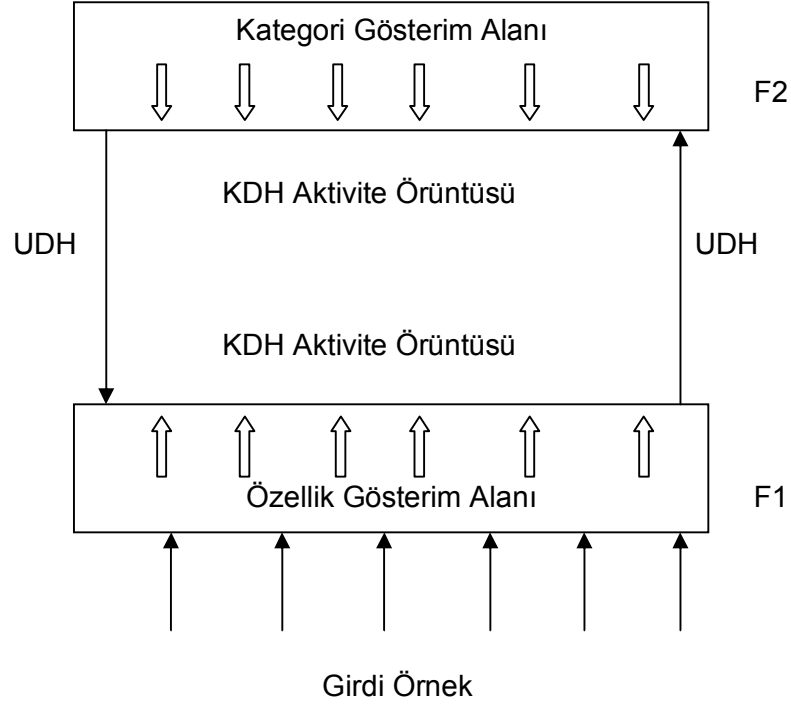 Kategori Gösterim Alanı
F2
KDH Aktivite Örüntüsü
UDH
UDH
KDH Aktivite Örüntüsü
Özellik Gösterim Alanı
F1
Girdi Örnek